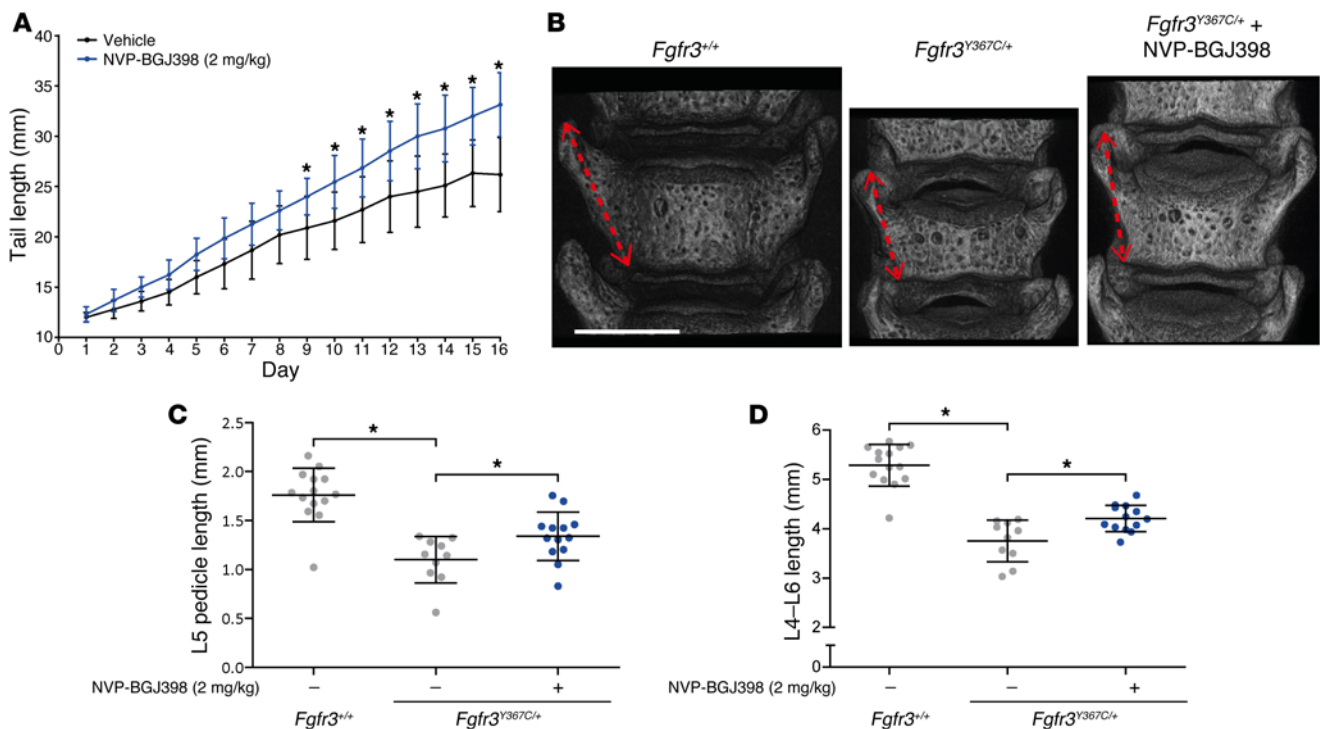 A
Vehicle
NVP-BGJ398 (2 mg/kg)
Tail length (mm)
40
35
30
25
20
15
10
* * * * * * * *
0 1 2 3 4 5 6 7 8 9 10 11 12 13 14 15 16
Day
B
Fgfr3+/+
Fgfr3Y367C/+
Fgfr3Y367C/+ +
NVP-BGJ398
C
L5 pedicle length (mm)
2.5
2.0
1.5
1.0
0.5
0.0
*
*
NVP-BGJ398 (2 mg/kg) – – +
Fgfr3+/+ Fgfr3Y367C/+
D
L4–L6 length (mm)
6
5
4
3
2
0
*
*
NVP-BGJ398 (2 mg/kg) – – +
Fgfr3+/+ Fgfr3Y367C/+